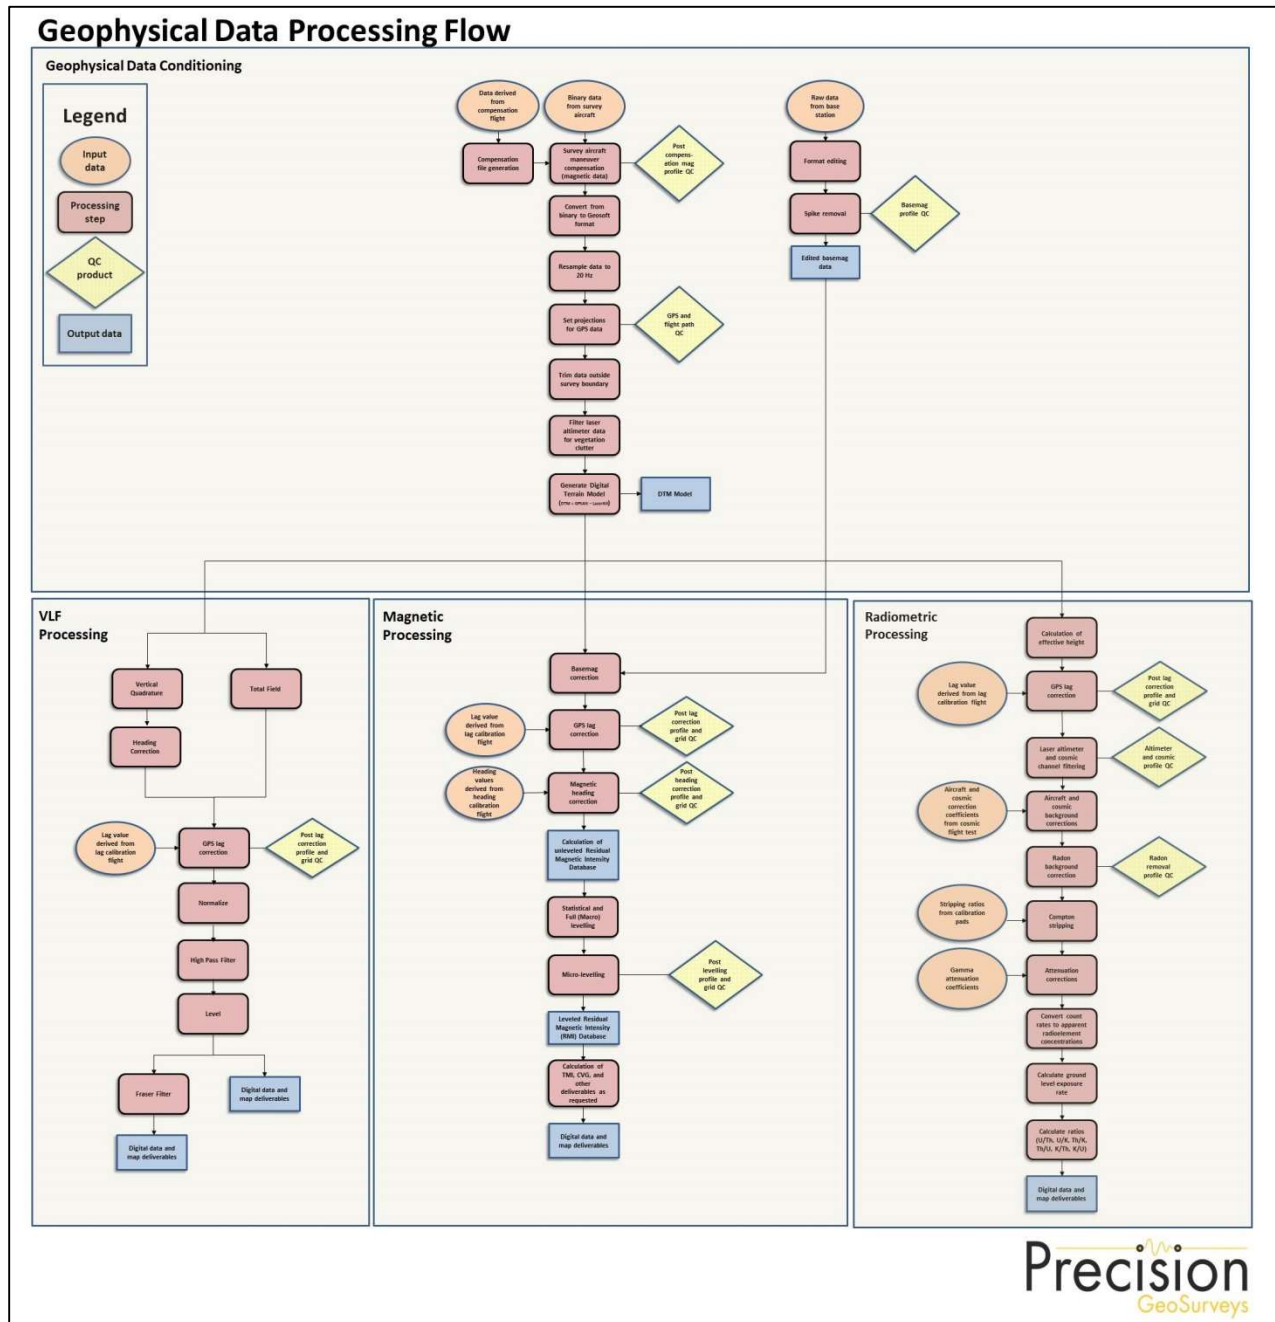 Geophysical Data Processing Flow
Geophysical Data Conditioning
Legend
Input
data
Processing
step
QC
product
Output data
Data derived
from
compensation
flight
Binary data
from survey
aircraft
Raw data
from base
station
Compensation
file generation
Survey aircraft
maneuver
compensation
(magnetic data)
Post
compens-
ation mag
profile QC
Format editing
Convert from
binary to Geosoft
format
Spike removal
Basemag
profile QC
Edited basemag
data
Resample data to
20 Hz
Set projections
for GPS data
GPS and
flight path
QC
Trim data outside
survey boundary
Filter laser
altimeter data
for vegetation
clutter
Generate Digital
Terrain Model
DTM Model
VLF
Processing
Vertical
Quadrature
Total Field
Heading
Correction
Lag value
derived from
lag calibration
flight
GPS lag
correction
Post lag
correction
profile and
grid QC
Normalize
High Pass Filter
Level
Fraser Filter
Digital data and
map deliverables
Digital data and
map deliverables
Magnetic
Processing
Basemag
correction
Lag value
derived from
lag calibration
flight
GPS lag
correction
Post lag
correction
profile and
grid QC
Heading
values
derived from
heading
calibration
flight
Magnetic
heading
correction
Post
heading
correction
profile and
grid QC
Calculation of
unleveled Residual
Magnetic Intensity
Database
Statistical and
Full (Macro)
levelling
Micro-levelling
Post
levelling
profile and
grid QC
Leveled Residual
Magnetic Intensity
(RMI) Database
Calculation of
TMI, CVG, and
other
deliverables as
requested
Digital data and
map deliverables
Radiometric
Processing
Calculation of
effective height
Lag value
derived from lag
calibration flight
GPS lag
correction
Post lag
correction
profile and
grid QC
Laser altimeter
and cosmic
channel filtering
Altimeter
and cosmic
profile QC
Aircraft and
cosmic
correction
coefficients
from cosmic
flight test
Aircraft and
cosmic
background
corrections
Radon
background
correction
Radon
removal
profile QC
Stripping ratios
from calibration
pads
Compton
stripping
Gamma
attenuation
coefficients
Attenuation
corrections
Convert count
rates to apparent
radioelement
concentrations
Calculate ground
level exposure
rate
Calculate ratios
(U/Th, U/K, Th/K,
Th/U, K/Th, K/U)
Digital data and
map deliverables
Precision
GeoSurveys